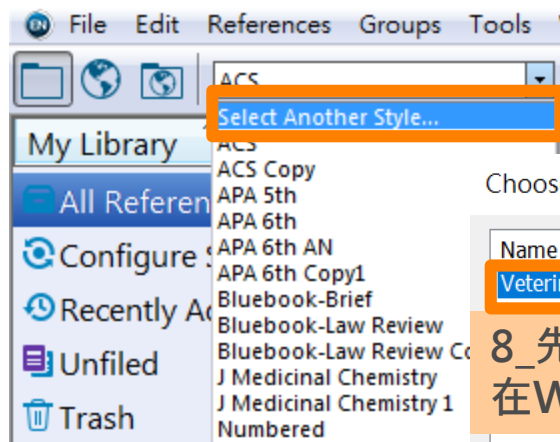 File Edit References Groups Tools
ACS
Select Another Style...
My Library
ACS
ACS Copy
APA 5th
All Referen
APA 6th
APA 6th AN
Configure S
APA 6th Copy1
Bluebook-Brief
Recently Ad
Bluebook-Law Review
Bluebook-Law Review Co
Unfiled
J Medicinal Chemistry
J Medicinal Chemistry 1
Trash
Numbered
Choos
Name
Veterin
8_先
在W